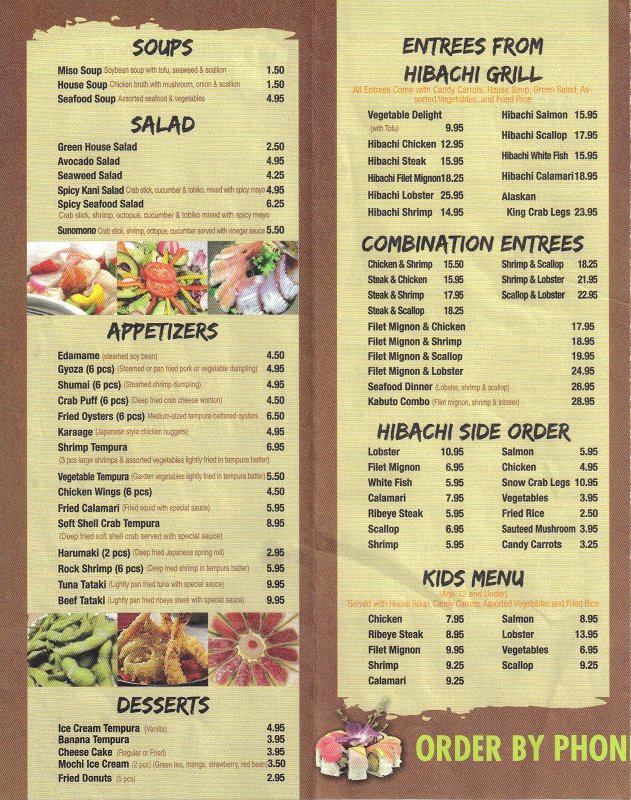 SOUPS
Miso Soup Soybean soup with tofu, seaweed & scallion 1.50
House Soup Chicken broth with mushroom, onion & scallion 1.50
Seafood Soup Assorted seafood & vegetables 4.95
SALAD
Green House Salad 2.50
Avocado Salad 4.95
Seaweed Salad 4.25
Spicy Kani Salad Crab stick, cucumber & tobiko, mixed with spicy mayo 4.95
Spicy Seafood Salad 6.25
Crab stick, shrimp, octopus, cucumber & tobiko mixed with spicy mayo
Sunomono Crab stick, shrimp, octopus, cucumber served with vinegar sauce 5.50
APPETIZERS
Edamame (steamed soy bean) 4.50
Gyoza (6 pcs) (Steamed or pan fried pork or vegetable dumpling) 4.95
Shumai (6 pcs) (Steamed shrimp dumpling) 4.95
Crab Puff (6 pcs) (Deep fried crab cheese wonton) 4.50
Fried Oysters (6 pcs) Medium-sized tempura-battered oysters 6.50
Karaage (Japanese style chicken nuggets) 4.95
Shrimp Tempura 6.95
(3 pcs large shrimps & assorted vegetables lightly fried in tempura batter)
Vegetable Tempura (Garden vegetables lightly fried in tempura batter) 5.50
Chicken Wings (6 pcs) 4.50
Fried Calamari (Fried squid with special sauce) 5.95
Soft Shell Crab Tempura 8.95
(Deep fried soft shell crab served with special sauce)
Harumaki (2 pcs) (Deep fried Japanese spring roll) 2.95
Rock Shrimp (6 pcs) (Deep fried shrimp in tempura batter) 5.95
Tuna Tataki (Lightly pan fried tuna with special sauce) 9.95
Beef Tataki (Lightly pan fried ribeye steak with special sauce) 9.95
DESSERTS
Ice Cream Tempura (Vanilla) 4.95
Banana Tempura 3.95
Cheese Cake (Regular or Fried) 3.95
Mochi Ice Cream (2 pcs) (Green tea, mango, strawberry, red bean) 3.50
Fried Donuts (5 pcs) 2.95
ENTREES FROM
HIBACHI GRILL
All Entrees Come with Candy Carrots, House Soup, Green Salad, As-
sorted Vegetables, and Fried Rice
Vegetable Delight
(with Tofu) 9.95
Hibachi Chicken 12.95
Hibachi Steak 15.95
Hibachi Filet Mignon 18.25
Hibachi Lobster 25.95
Hibachi Shrimp 14.95
Hibachi Salmon 15.95
Hibachi Scallop 17.95
Hibachi White Fish 15.95
Hibachi Calamari 18.95
Alaskan
King Crab Legs 23.95
COMBINATION ENTREES
Chicken & Shrimp 15.50
Steak & Chicken 15.95
Steak & Shrimp 17.95
Steak & Scallop 18.25
Shrimp & Scallop 18.25
Shrimp & Lobster 21.95
Scallop & Lobster 22.95
Filet Mignon & Chicken 17.95
Filet Mignon & Shrimp 18.95
Filet Mignon & Scallop 19.95
Filet Mignon & Lobster 24.95
Seafood Dinner (Lobster, shrimp & scallop) 26.95
Kabuto Combo (Filet mignon, shrimp & lobster) 28.95
HIBACHI SIDE ORDER
Lobster 10.95
Filet Mignon 6.95
White Fish 5.95
Calamari 7.95
Ribeye Steak 5.95
Scallop 6.95
Shrimp 5.95
Salmon 5.95
Chicken 4.95
Snow Crab Legs 10.95
Vegetables 3.95
Fried Rice 2.50
Sauteed Mushroom 3.95
Candy Carrots 3.25
KIDS MENU
(Age 12 and Under)
Served with House Soup, Candy Carrots, Assorted Vegetables and Fried Rice
Chicken 7.95
Ribeye Steak 8.95
Filet Mignon 9.95
Shrimp 9.25
Calamari 9.25
Salmon 8.95
Lobster 13.95
Vegetables 6.95
Scallop 9.25
ORDER BY PHON